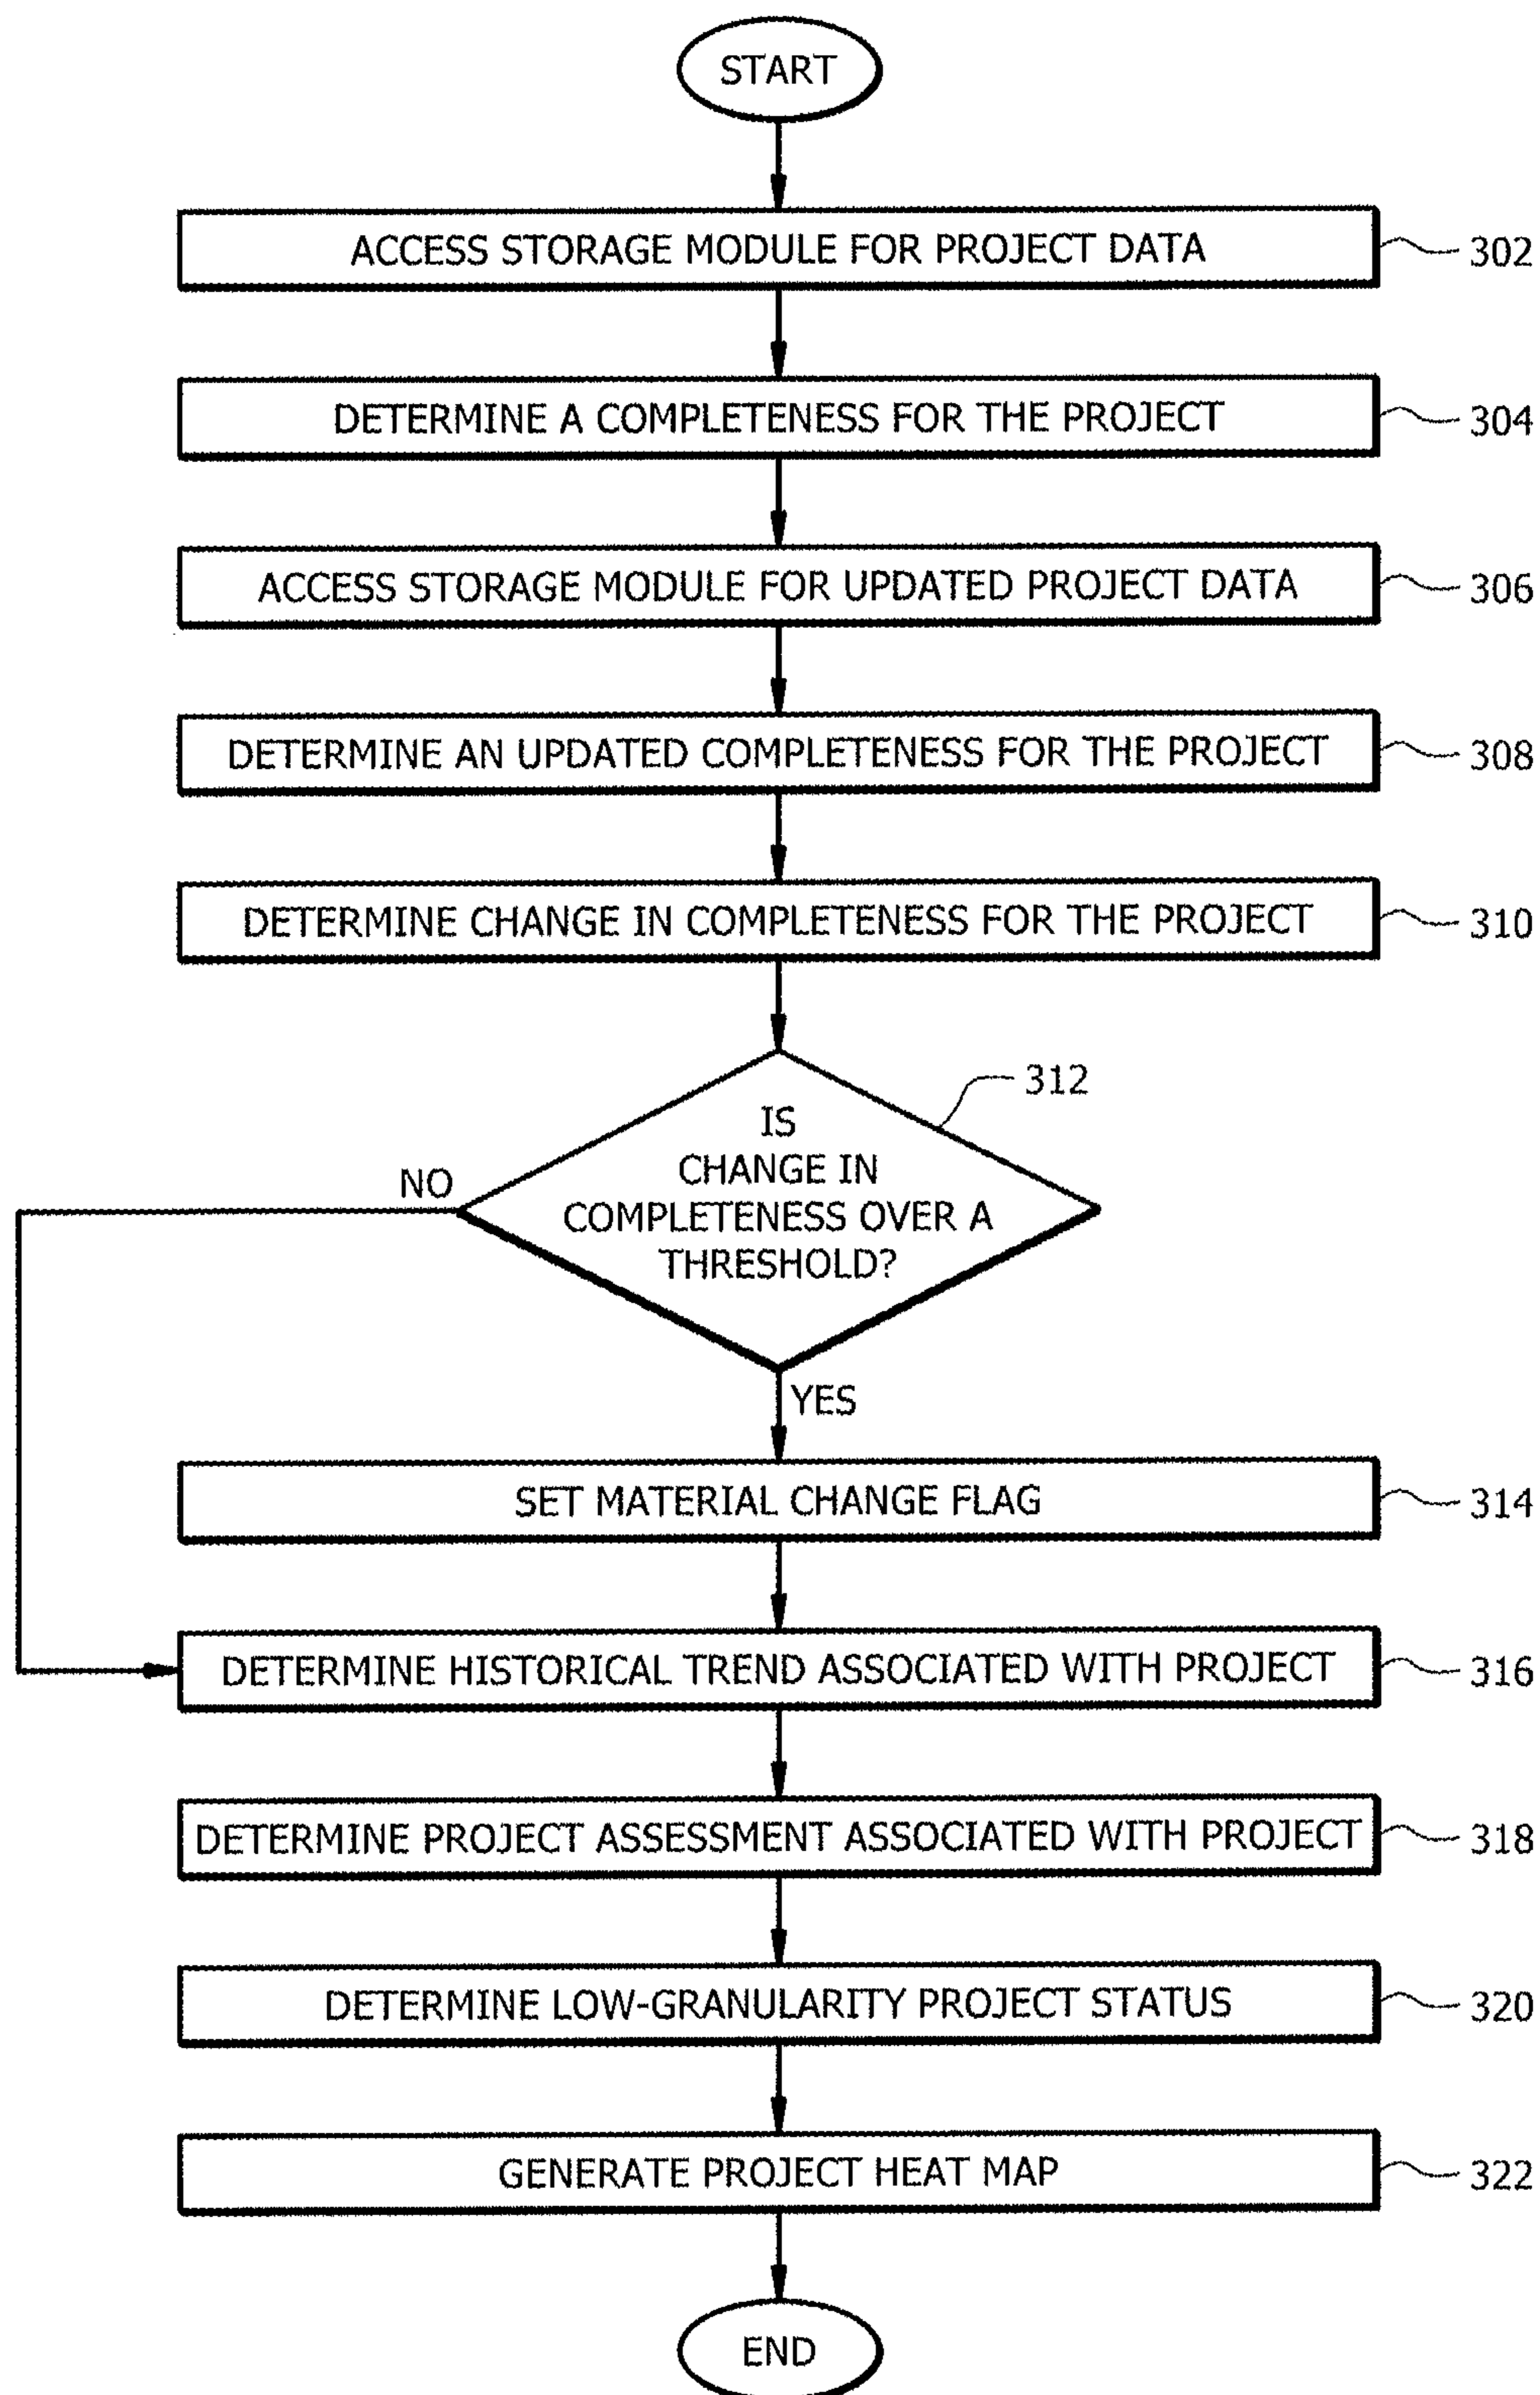 START
ACCESS STORAGE MODULE FOR PROJECT DATA
302
DETERMINE A COMPLETENESS FOR THE PROJECT
304
ACCESS STORAGE MODULE FOR UPDATED PROJECT DATA
306
DETERMINE AN UPDATED COMPLETENESS FOR THE PROJECT
308
DETERMINE CHANGE IN COMPLETENESS FOR THE PROJECT
310
312
IS
CHANGE IN
COMPLETENESS OVER A
THRESHOLD?
NO
YES
SET MATERIAL CHANGE FLAG
314
DETERMINE HISTORICAL TREND ASSOCIATED WITH PROJECT
316
DETERMINE PROJECT ASSESSMENT ASSOCIATED WITH PROJECT
318
DETERMINE LOW-GRANULARITY PROJECT STATUS
320
GENERATE PROJECT HEAT MAP
322
END